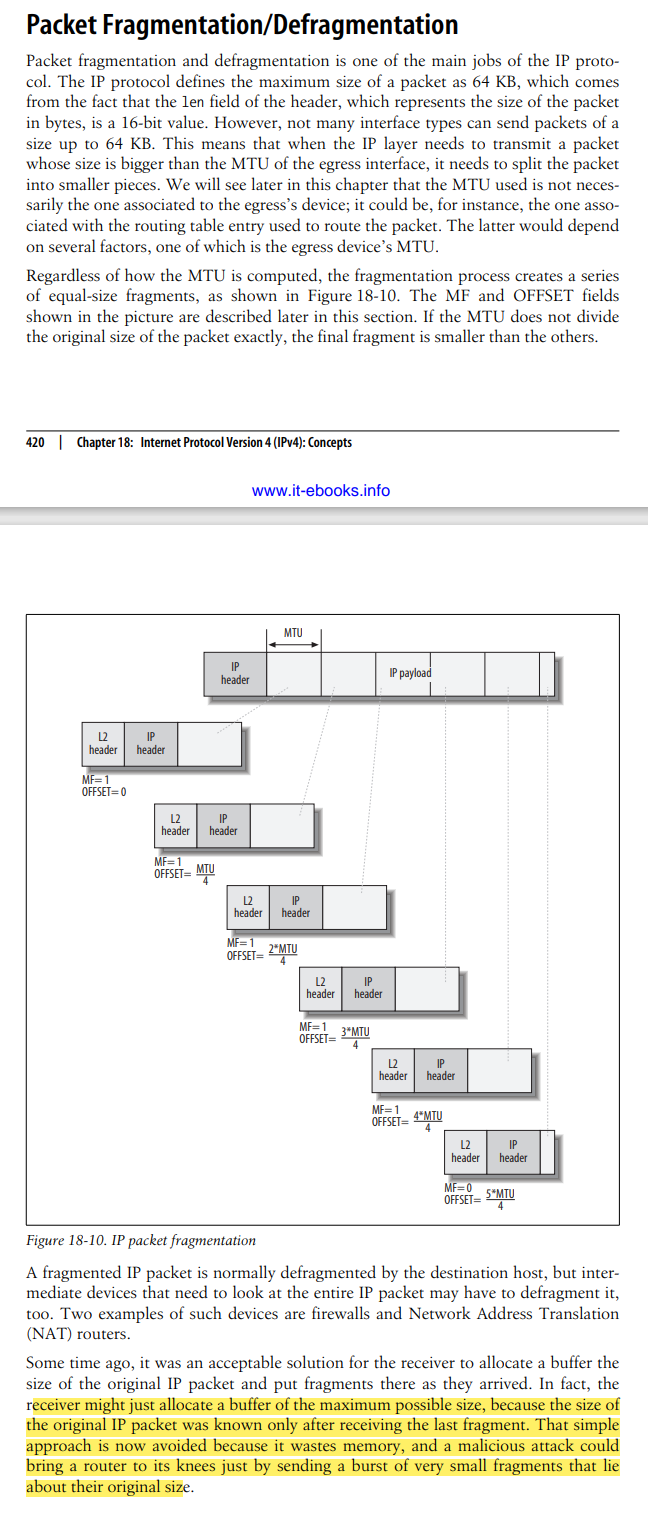 Packet Fragmentation/Defragmentation
Packet fragmentation and defragmentation is one of the main jobs of the IP proto-
col. The IP protocol defines the maximum size of a packet as 64 KB, which comes
from the fact that the len field of the header, which represents the size of the packet
in bytes, is a 16-bit value. However, not many interface types can send packets of a
size up to 64 KB. This means that when the IP layer needs to transmit a packet
whose size is bigger than the MTU of the egress interface, it needs to split the packet
into smaller pieces. We will see later in this chapter that the MTU used is not neces-
sarily the one associated to the egress’s device; it could be, for instance, the one asso-
ciated with the routing table entry used to route the packet. The latter would depend
on several factors, one of which is the egress device’s MTU.
Regardless of how the MTU is computed, the fragmentation process creates a series
of equal-size fragments, as shown in Figure 18-10. The MF and OFFSET fields
shown in the picture are described later in this section. If the MTU does not divide
the original size of the packet exactly, the final fragment is smaller than the others.
420 | Chapter 18: Internet Protocol Version 4 (IPv4): Concepts
www.it-ebooks.info
MTU
IP
header
IP payload
L2
header
IP
header
MF=1
OFFSET=0
L2
header
IP
header
MF=1
OFFSET= MTU
4
L2
header
IP
header
MF=1
OFFSET= 2*MTU
4
L2
header
IP
header
MF=1
OFFSET= 3*MTU
4
L2
header
IP
header
MF=1
OFFSET= 4*MTU
4
L2
header
IP
header
MF=0
OFFSET= 5*MTU
4
Figure 18-10. IP packet fragmentation
A fragmented IP packet is normally defragmented by the destination host, but inter-
mediate devices that need to look at the entire IP packet may have to defragment it,
too. Two examples of such devices are firewalls and Network Address Translation
(NAT) routers.
Some time ago, it was an acceptable solution for the receiver to allocate a buffer the
size of the original IP packet and put fragments there as they arrived. In fact, the
receiver might just allocate a buffer of the maximum possible size, because the size of
the original IP packet was known only after receiving the last fragment. That simple
approach is now avoided because it wastes memory, and a malicious attack could
bring a router to its knees just by sending a burst of very small fragments that lie
about their original size.